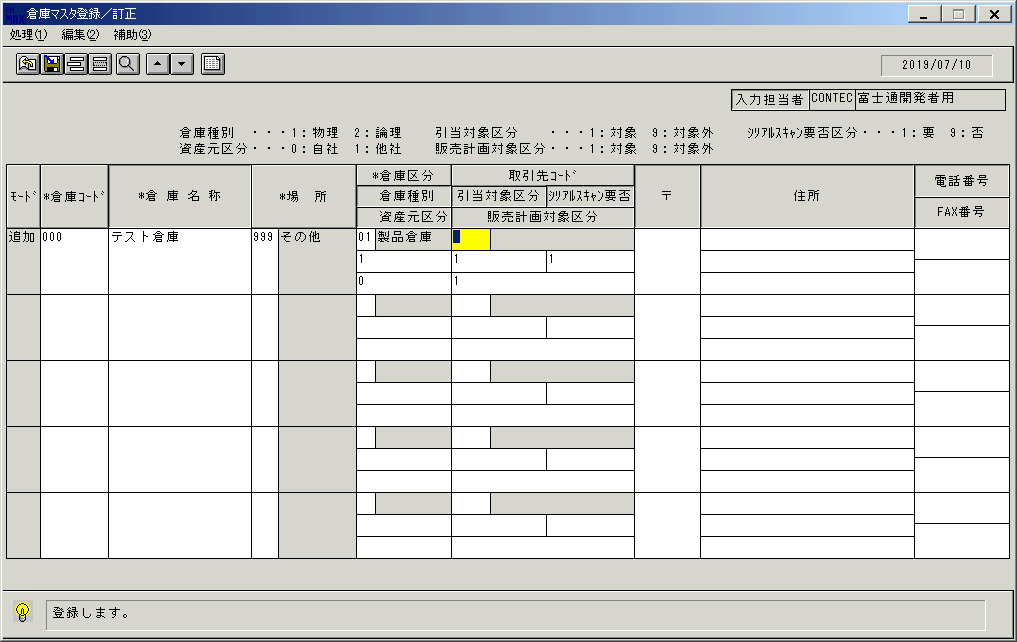 倉庫マスタ登録／訂正
処理(1) 編集(2) 補助(3)
2019/07/10
入力担当者 CONTEC 富士通開発者用
倉庫種別 ・・・1：物理 2：論理 引当対象区分 ・・・1：対象 9：対象外 ｼﾘｱﾙｽｷｬﾝ要否区分・・・1：要 9：否
資産元区分・・・0：自社 1：他社 販売計画対象区分・・・1：対象 9：対象外
ﾓｰﾄﾞ *倉庫ｺｰﾄﾞ *倉 庫 名 称 *場 所 *倉庫区分 取引先ｺｰﾄﾞ 〒 住所 電話番号
倉庫種別 引当対象区分 ｼﾘｱﾙｽｷｬﾝ要否 FAX番号
資産元区分 販売計画対象区分
追加 000 テスト倉庫 999 その他 01 製品倉庫
1 1 1
0 1
登録します。